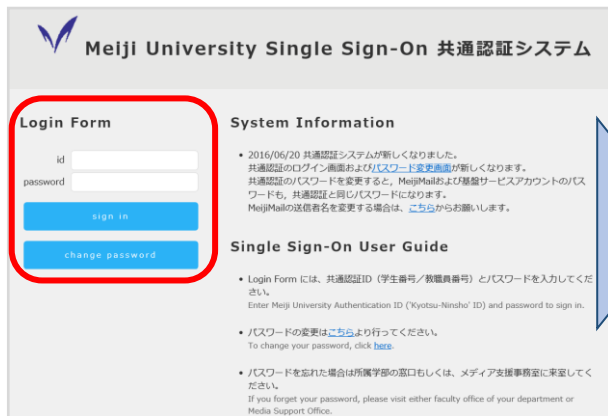 Meiji University Single Sign-On 共通認証システム
Login Form
id
password
sign in
change password
System Information
• 2016/06/20 共通認証システムが新しくなりました。
共通認証のログイン画面およびパスワード変更画面が新しくなります。
共通認証のパスワードを変更すると, MeijiMailおよび基盤サービスアカウントのパス
ワードも, 共通認証と同じパスワードになります。
MeijiMailの送信者名を変更する場合は, こちらからお願いします。
Single Sign-On User Guide
• Login Form には、共通認証ID（学生番号／教職員番号）とパスワードを入力してくだ
さい。
Enter Meiji University Authentication ID ('Kyotsu-Ninsho' ID) and password to sign in.
• パスワードの変更はこちらより行ってください。
To change your password, click here.
• パスワードを忘れた場合は所属学部の窓口もしくは、メディア支援事務室に来室してく
ださい。
If you forget your password, please visit either faculty office of your department or
Media Support Office.